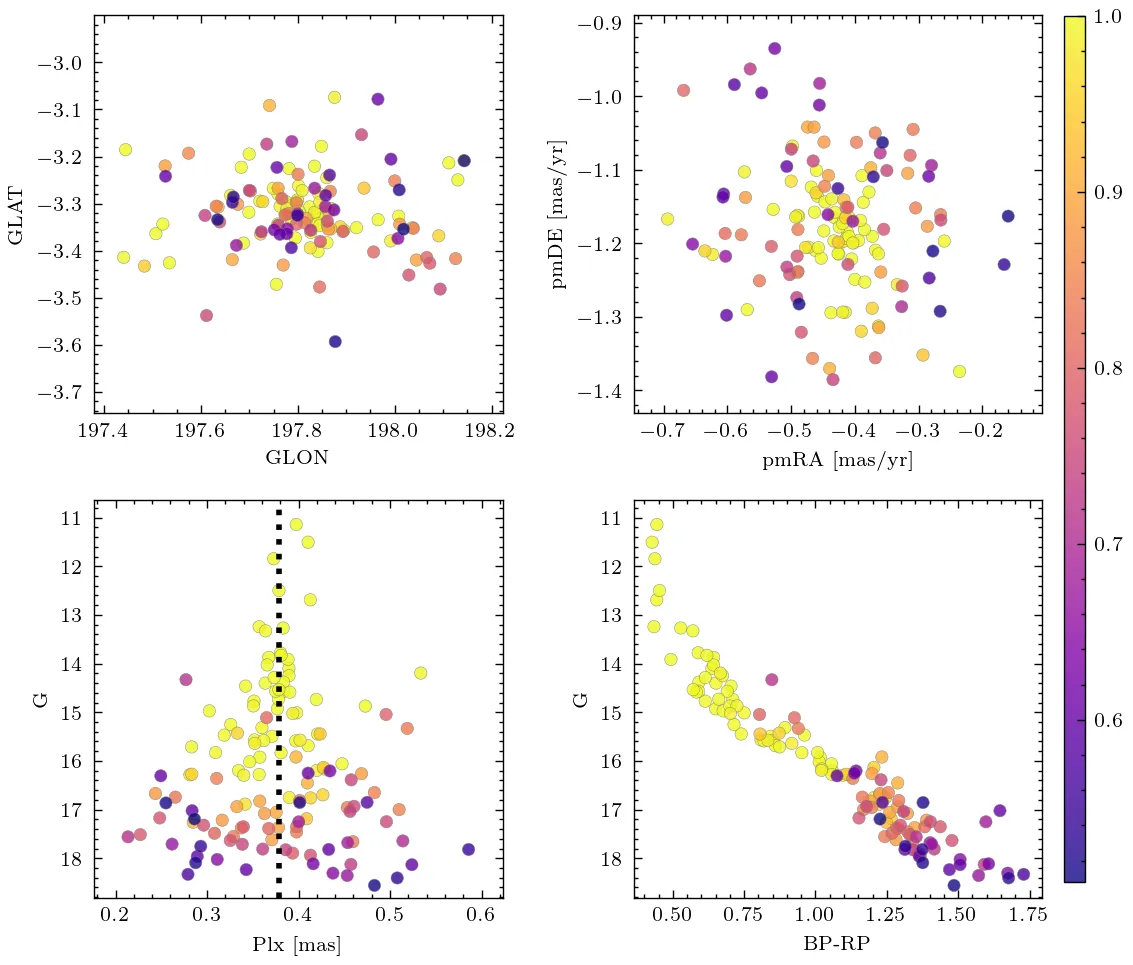 −3.0
−3.1
−3.2
−3.3
−3.4
−3.5
−3.6
−3.7
GLAT
197.4 197.6 197.8 198.0 198.2
GLON
−0.9
−1.0
−1.1
−1.2
−1.3
−1.4
pmDE [mas/yr]
−0.7 −0.6 −0.5 −0.4 −0.3 −0.2
pmRA [mas/yr]
11
12
13
14
15
16
17
18
G
0.2 0.3 0.4 0.5 0.6
Plx [mas]
11
12
13
14
15
16
17
18
G
0.50 0.75 1.00 1.25 1.50 1.75
BP-RP
1.0
0.9
0.8
0.7
0.6